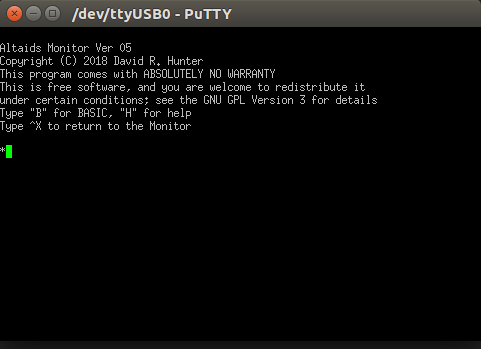 /dev/ttyUSB0 - PuTTY
Altaids Monitor Ver 05
Copyright (C) 2018 David R. Hunter
This program comes with ABSOLUTELY NO WARRANTY
This is free software, and you are welcome to redistribute it
under certain conditions; see the GNU GPL Version 3 for details
Type "B" for BASIC, "H" for help
Type ^X to return to the Monitor
*